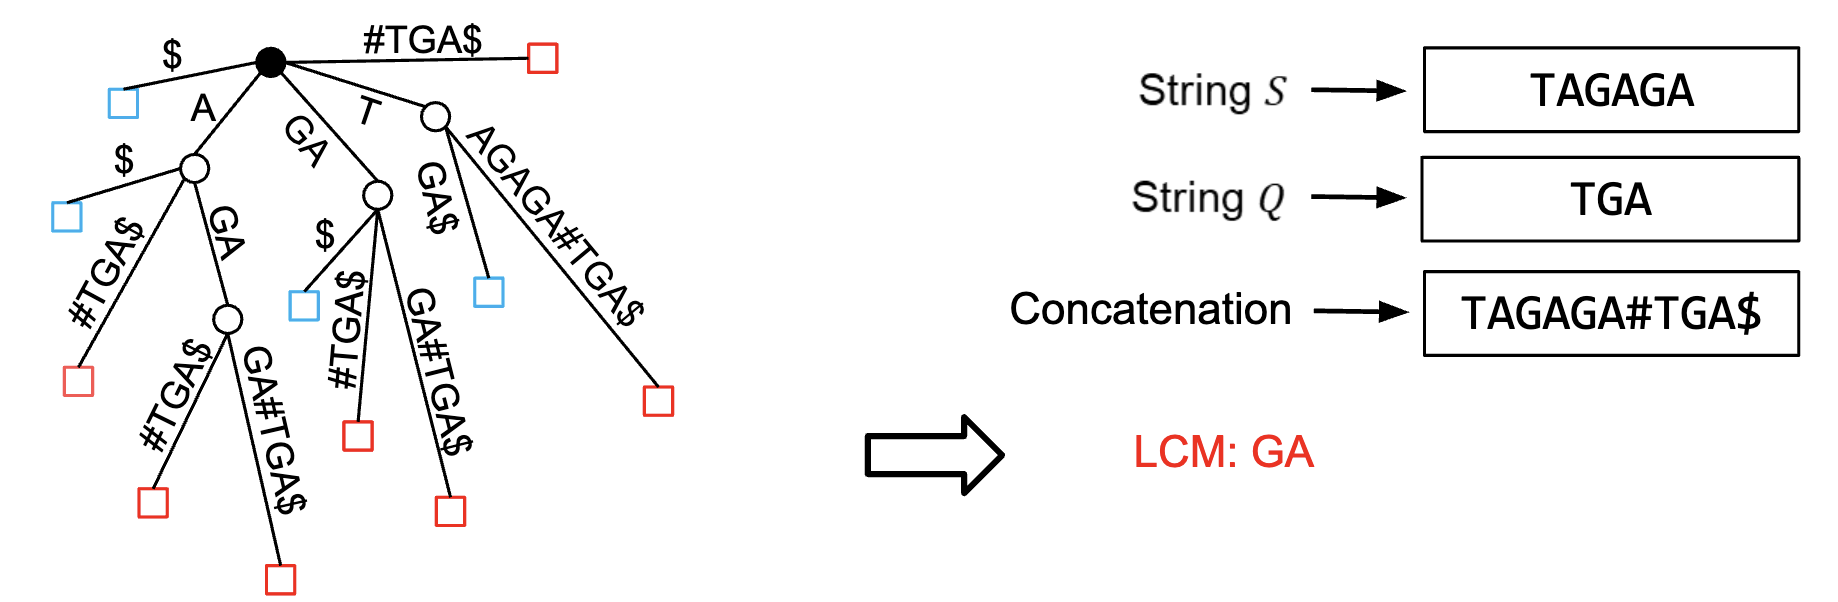 $
#TGA$
A
GA
T
$
#TGA$
GA
$
#TGA$
GA#TGA$
GA$
AGAGA#TGA$
#TGA$
GA#TGA$
String S
TAGAGA
String Q
TGA
Concatenation
TAGAGA#TGA$
LCM: GA